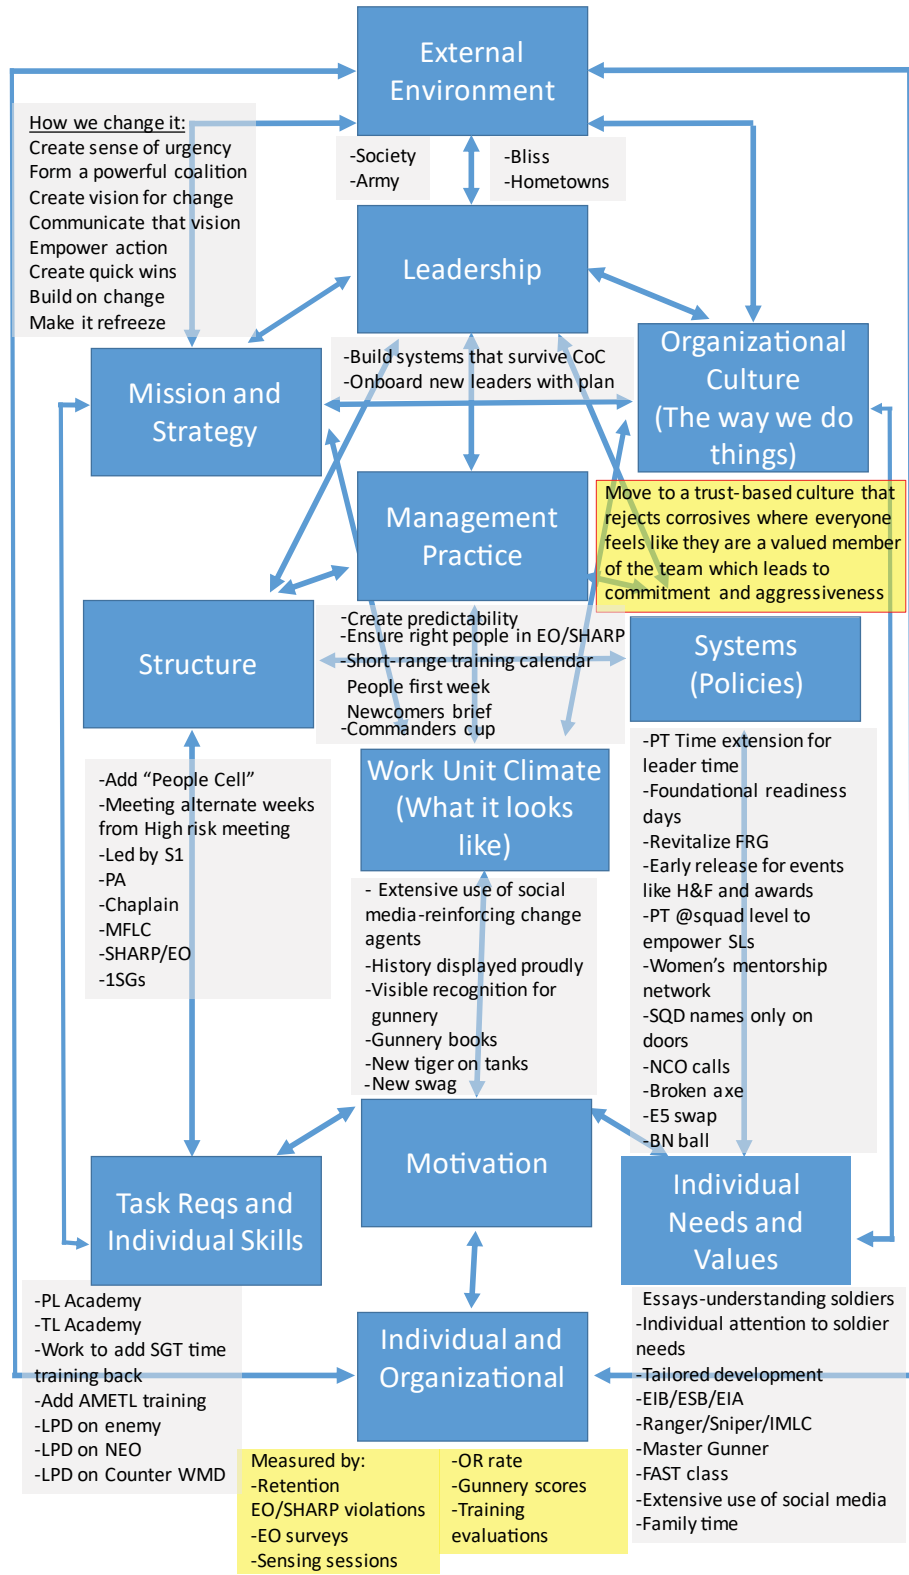 External
Environment
How we change it:
Create sense of urgency
Form a powerful coalition
Create vision for change
Communicate that vision
Empower action
Create quick wins
Build on change
Make it refreeze
-Society
-Army
-Bliss
-Hometowns
Leadership
-Build systems that survive CoC
-Onboard new leaders with plan
Mission and
Strategy
Organizational
Culture
(The way we do
things)
Management
Practice
Move to a trust-based culture that
rejects corrosives where everyone
feels like they are a valued member
of the team which leads to
commitment and aggressiveness
Structure
-Create predictability
-Ensure right people in EO/SHARP
-Short-range training calendar
People first week
Newcomers brief
-Commanders cup
Systems
(Policies)
-Add “People Cell”
-Meeting alternate weeks
from High risk meeting
-Led by S1
-PA
-Chaplain
-MFLC
-SHARP/EO
-1SGs
Work Unit Climate
(What it looks
like)
- Extensive use of social
media-reinforcing change
agents
-History displayed proudly
-Visible recognition for
gunnery
-Gunnery books
-New tiger on tanks
-New swag
-PT Time extension for
leader time
-Foundational readiness
days
-Revitalize FRG
-Early release for events
like H&F and awards
-PT @squad level to
empower SLs
-Women’s mentorship
network
-SQD names only on
doors
-NCO calls
-Broken axe
-E5 swap
-BN ball
Task Reqs and
Individual Skills
Motivation
Individual
Needs and
Values
-PL Academy
-TL Academy
-Work to add SGT time
training back
-Add AMETL training
-LPD on enemy
-LPD on NEO
-LPD on Counter WMD
Individual and
Organizational
Essays-understanding soldiers
-Individual attention to soldier
needs
-Tailored development
-EIB/ESB/EIA
-Ranger/Sniper/IMLC
-Master Gunner
-FAST class
-Extensive use of social media
-Family time
Measured by:
-Retention
EO/SHARP violations
-EO surveys
-Sensing sessions
-OR rate
-Gunnery scores
-Training
evaluations